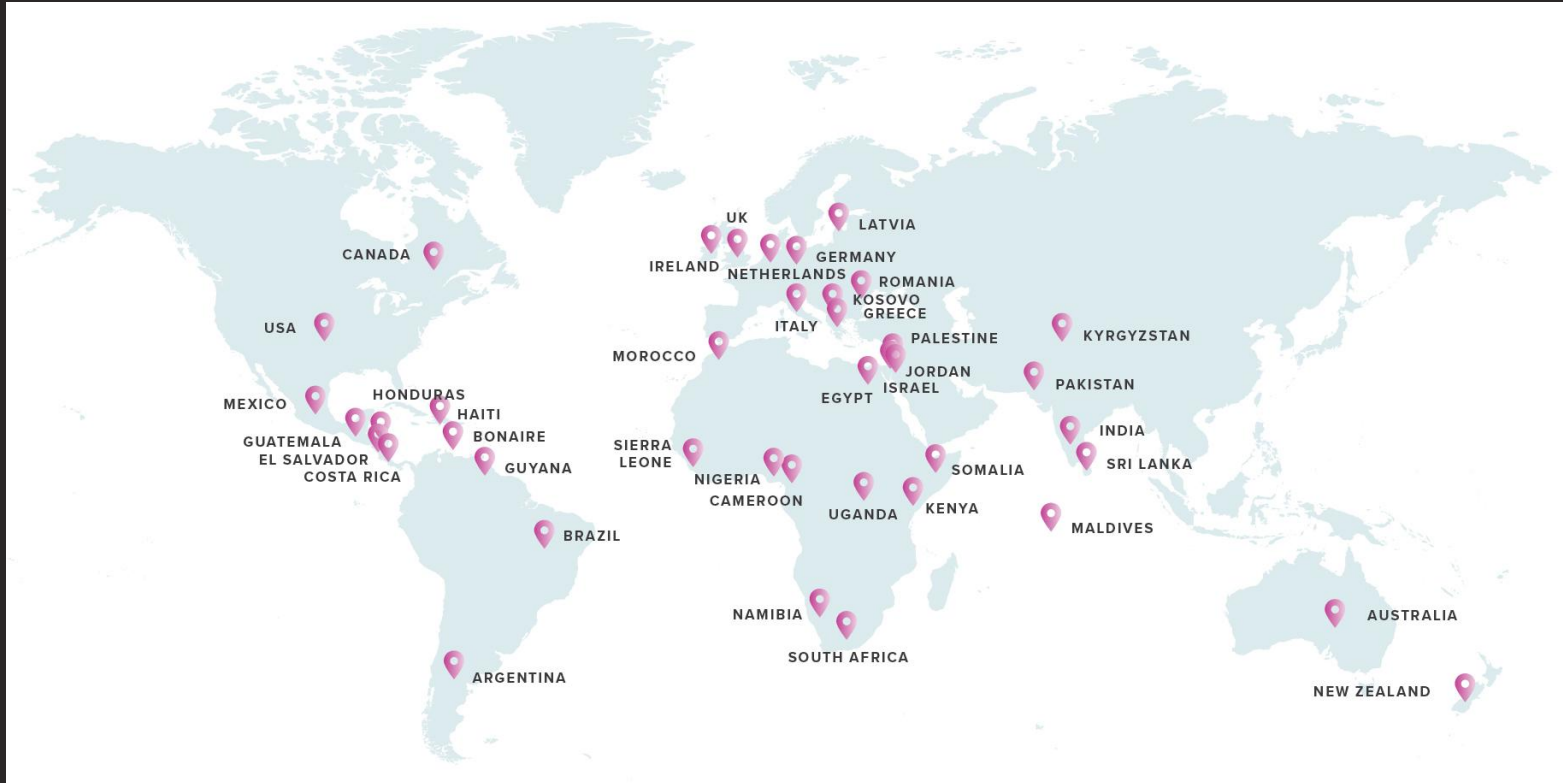 UK
LATVIA
CANADA
GERMANY
IRELAND
NETHERLANDS
ROMANIA
KOSOVO
GREECE
ITALY
USA
KYRGYZSTAN
PALESTINE
MOROCCO
JORDAN
ISRAEL
EGYPT
PAKISTAN
HONDURAS
MEXICO
HAITI
BONAIRE
GUATEMALA
EL SALVADOR
COSTA RICA
GUYANA
SIERRA
LEONE
NIGERIA
CAMEROON
SOMALIA
UGANDA
KENYA
INDIA
SRI LANKA
MALDIVES
BRAZIL
NAMIBIA
SOUTH AFRICA
AUSTRALIA
ARGENTINA
NEW ZEALAND